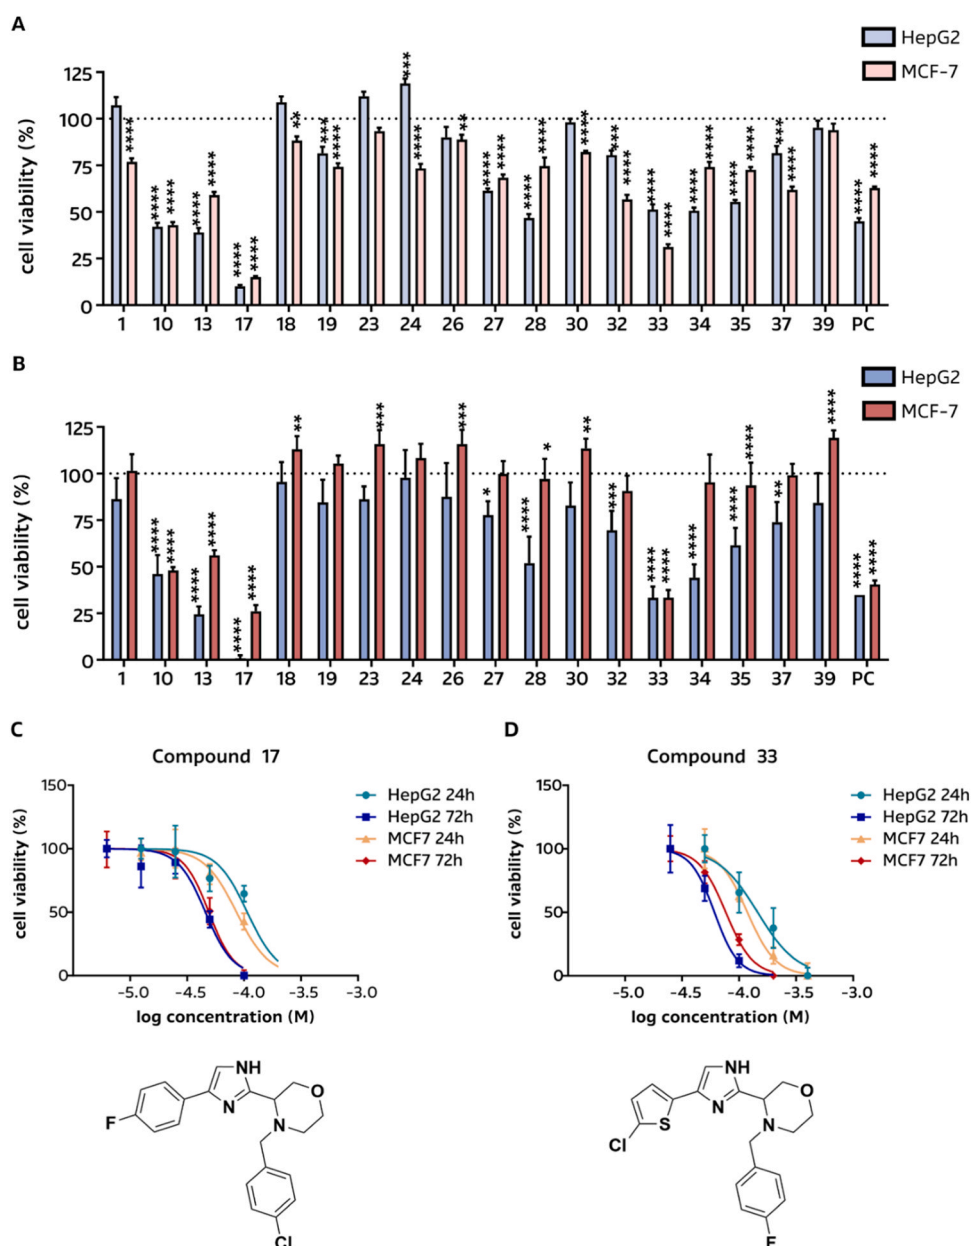 A
HepG2
MCF-7
cell viability (%)
125
100
75
50
25
0
**** **** **** **** **** **** **** ** *** **** *** **** ** **** **** **** **** *** **** **** **** **** **** **** **** *** **** **** ****
1 10 13 17 18 19 23 24 26 27 28 30 32 33 34 35 37 39 PC
B
HepG2
MCF-7
cell viability (%)
125
100
75
50
25
0
**** **** **** **** **** **** ** *** *** * **** * ** *** **** **** **** **** **** ** **** **** ****
1 10 13 17 18 19 23 24 26 27 28 30 32 33 34 35 37 39 PC
C
Compound 17
cell viability (%)
150
100
50
0
-5.0 -4.5 -4.0 -3.5 -3.0
log concentration (M)
HepG2 24h
HepG2 72h
MCF7 24h
MCF7 72h
D
Compound 33
cell viability (%)
150
100
50
0
-5.0 -4.5 -4.0 -3.5 -3.0
log concentration (M)
HepG2 24h
HepG2 72h
MCF7 24h
MCF7 72h
NH
O
N
N
F
Cl
NH
O
N
N
S
Cl
F